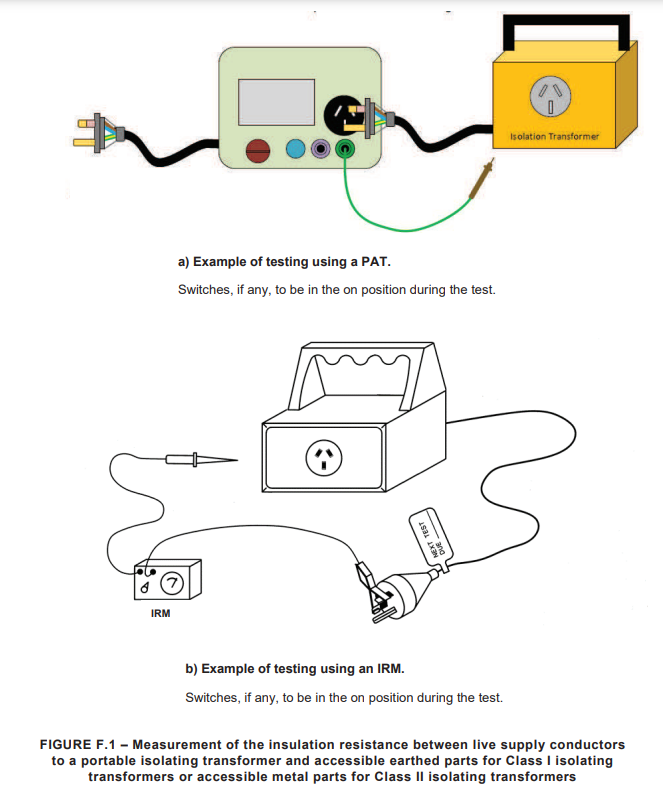 Isolation Transformer
a) Example of testing using a PAT.
Switches, if any, to be in the on position during the test.
NEXT TEST
DUE
IRM
b) Example of testing using an IRM.
Switches, if any, to be in the on position during the test.
FIGURE F.1 – Measurement of the insulation resistance between live supply conductors
to a portable isolating transformer and accessible earthed parts for Class I isolating
transformers or accessible metal parts for Class II isolating transformers